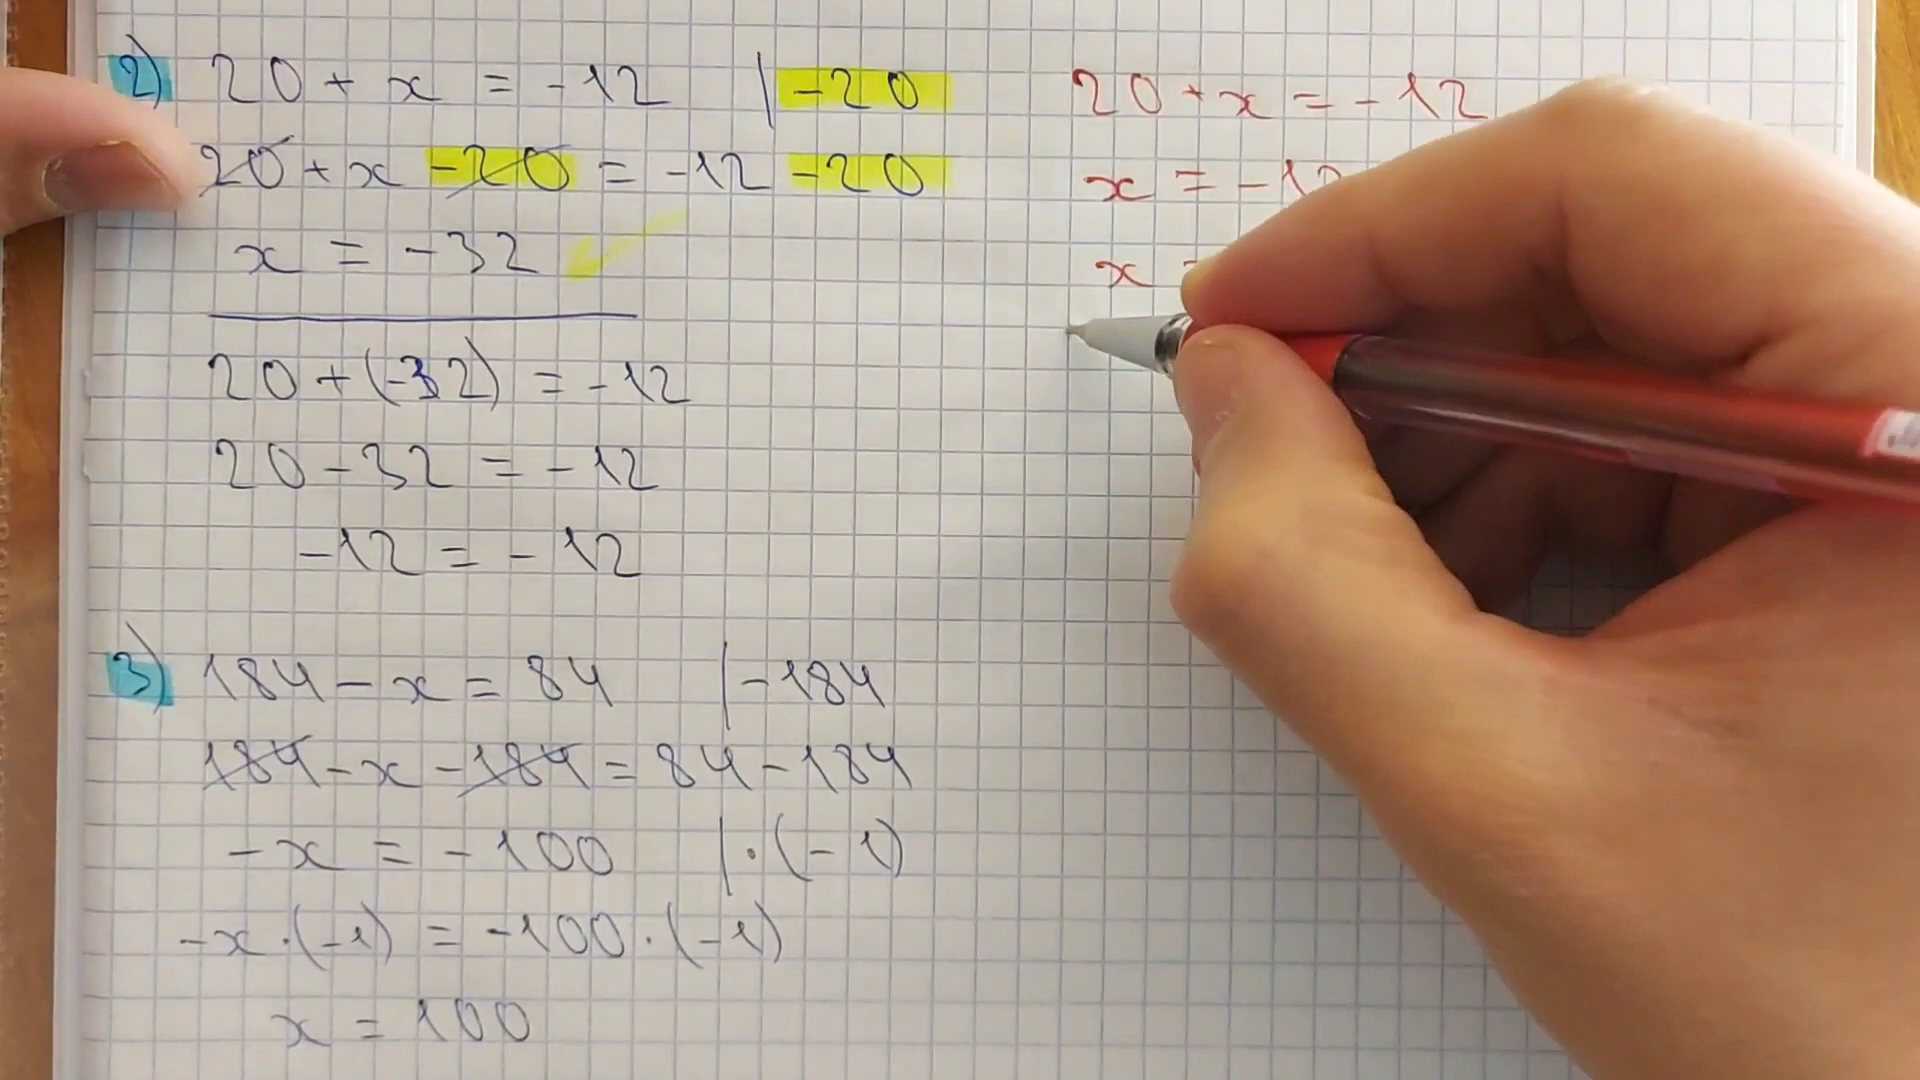 2) 20 + x = -12 | -20
20 + x - 20 = -12 - 20
x = -32
20 + (-32) = -12
20 - 32 = -12
-12 = -12
3) 184 - x = 84 | -184
184 - x - 184 = 84 - 184
-x = -100 | · (-1)
-x · (-1) = -100 · (-1)
x = 100
20 + x = -12
x = -12
x =